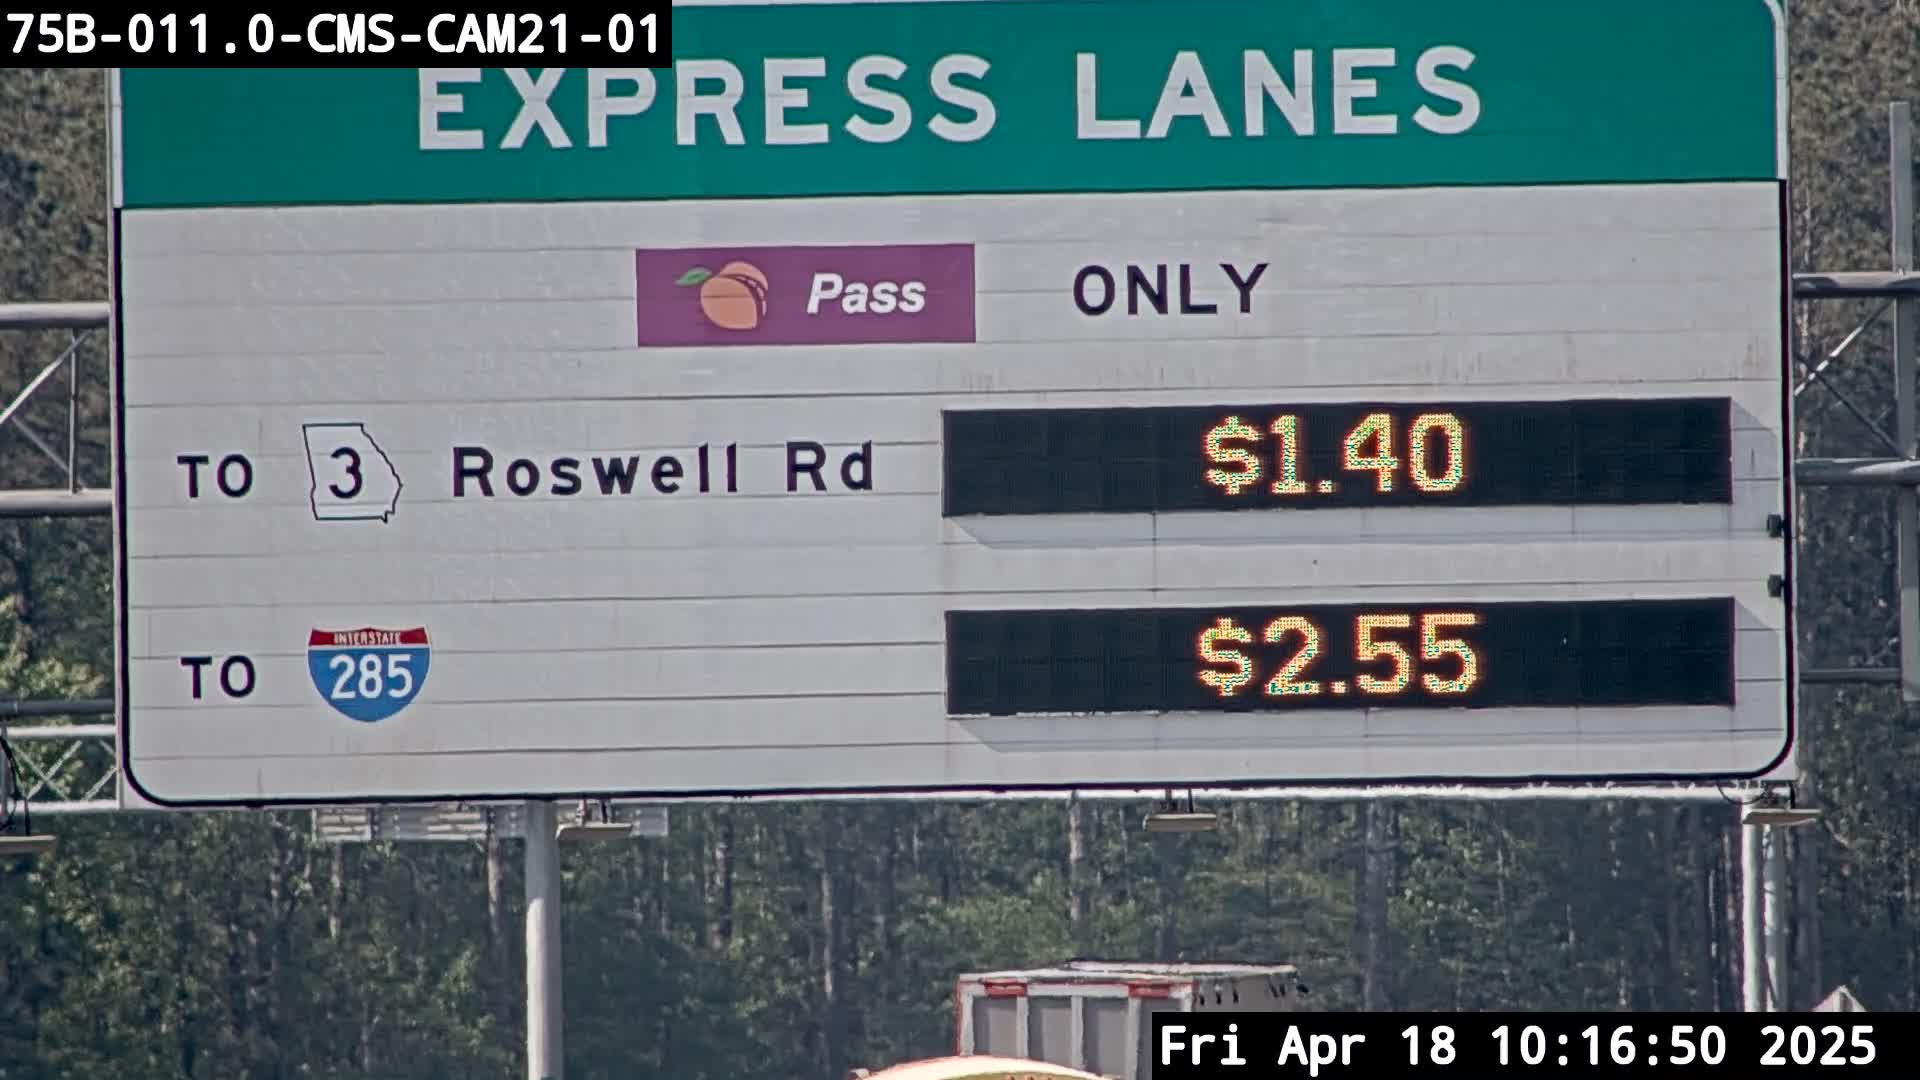 75B-011.0-CMS-CAM21-01
EXPRESS LANES
Pass ONLY
TO 3 Roswell Rd $1.40
INTERSTATE
TO 285 $2.55
Fri Apr 18 10:16:50 2025